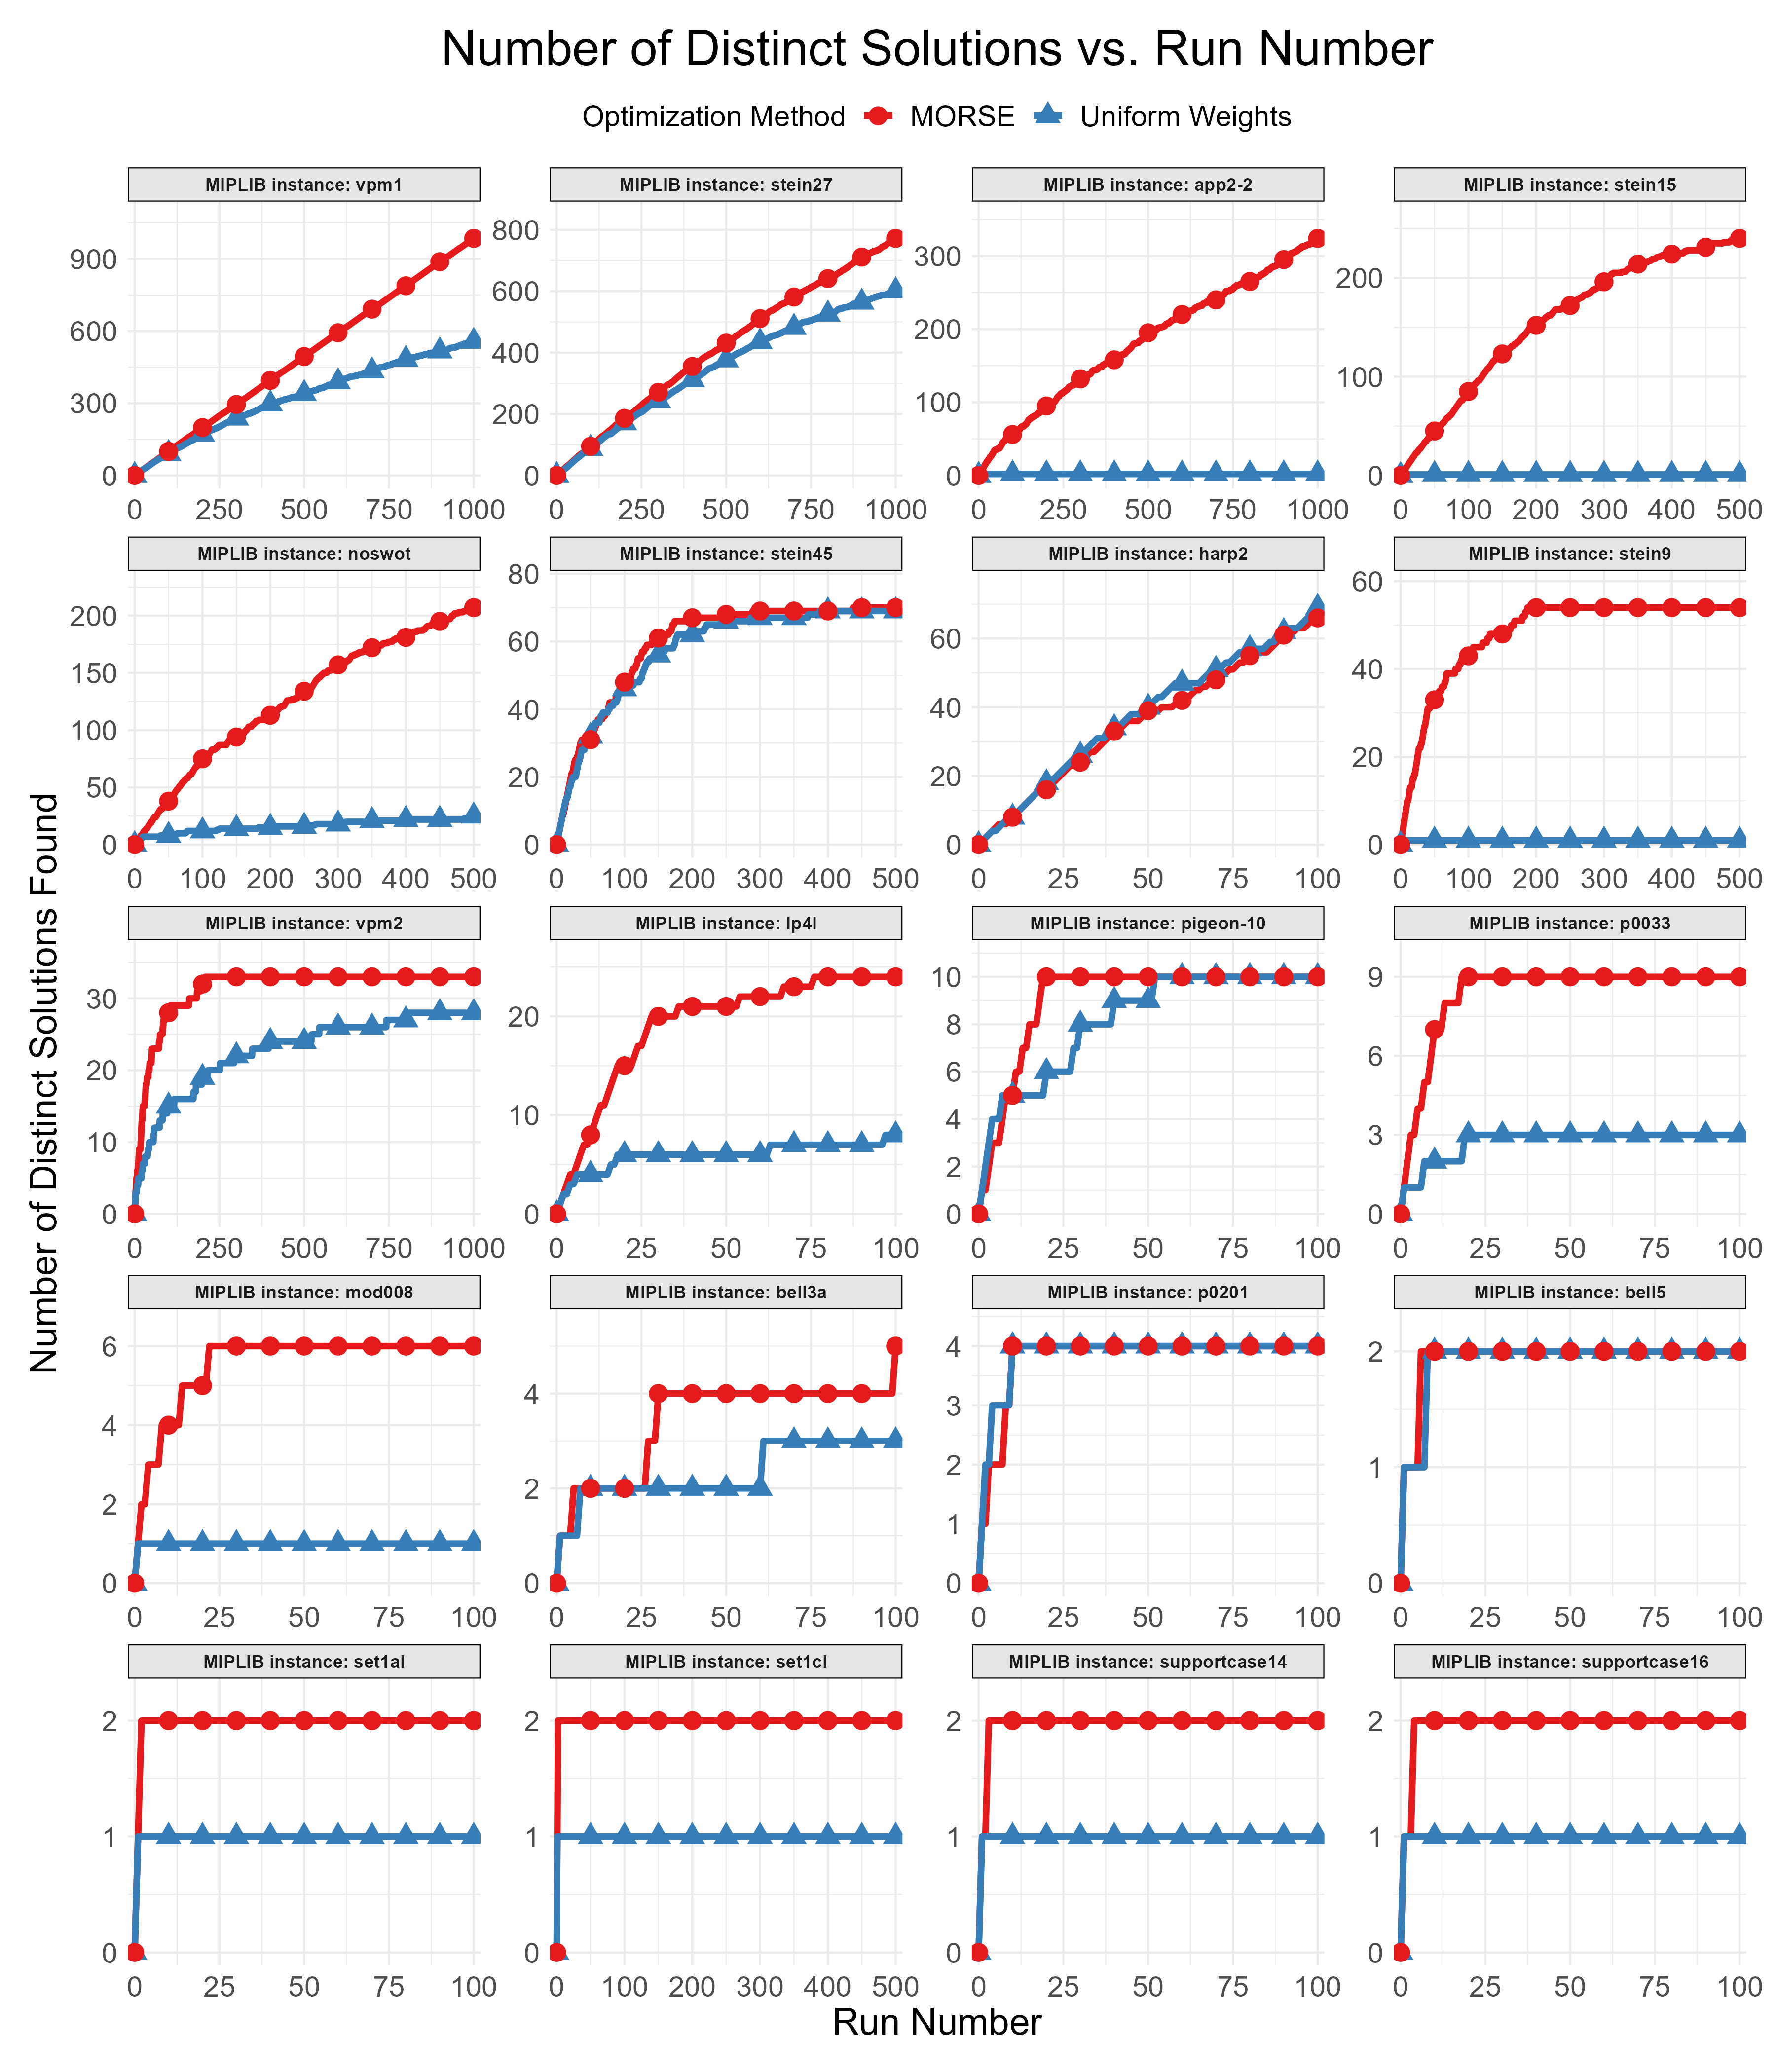 Number of Distinct Solutions vs. Run Number
Optimization Method MORSE Uniform Weights
MIPLIB instance: vpm1 MIPLIB instance: stein27 MIPLIB instance: app2-2 MIPLIB instance: stein15
900 600 300 0
800 600 400 200 0
300 200 100 0
200 100 0
0 250 500 750 1000 0 250 500 750 1000 0 250 500 750 1000 0 100 200 300 400 500
MIPLIB instance: noswot MIPLIB instance: stein45 MIPLIB instance: harp2 MIPLIB instance: stein9
200 150 100 50 0
80 60 40 20 0
60 40 20 0
60 40 20 0
0 100 200 300 400 500 0 100 200 300 400 500 0 25 50 75 100 0 100 200 300 400 500
MIPLIB instance: vpm2 MIPLIB instance: lp4l MIPLIB instance: pigeon-10 MIPLIB instance: p0033
30 20 10 0
20 10 0
10 8 6 4 2 0
9 6 3 0
0 250 500 750 1000 0 25 50 75 100 0 25 50 75 100 0 25 50 75 100
MIPLIB instance: mod008 MIPLIB instance: bell3a MIPLIB instance: p0201 MIPLIB instance: bell5
6 4 2 0
4 2 0
4 3 2 1 0
2 1 0
0 25 50 75 100 0 25 50 75 100 0 25 50 75 100 0 25 50 75 100
MIPLIB instance: set1al MIPLIB instance: set1cl MIPLIB instance: supportcase14 MIPLIB instance: supportcase16
2 1 0
2 1 0
2 1 0
2 1 0
0 25 50 75 100 0 100 200 300 400 500 0 25 50 75 100 0 25 50 75 100
Number of Distinct Solutions Found
Run Number